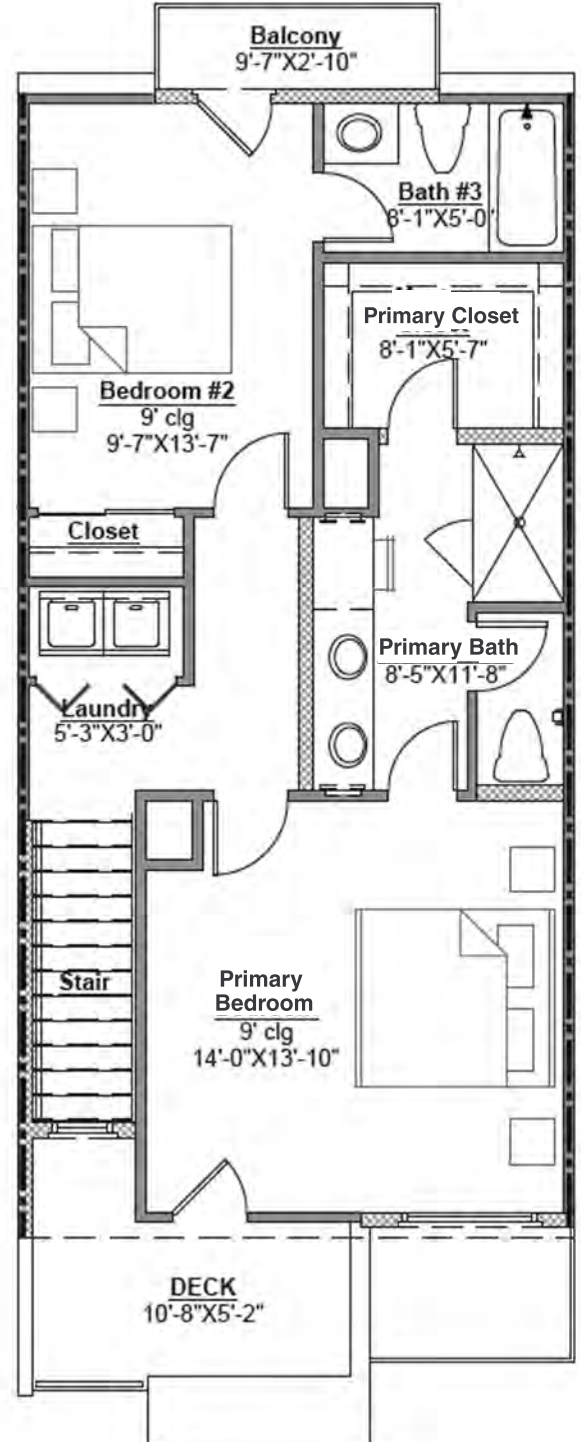 Balcony
9'-7"X2'-10"
Bath #3
8'-1"X5'-0"
Primary Closet
8'-1"X5'-7"
Bedroom #2
9' clg
9'-7"X13'-7"
Closet
Primary Bath
8'-5"X11'-8"
Laundry
5'-3"X3'-0"
Stair
Primary
Bedroom
9' clg
14'-0"X13'-10"
DECK
10'-8"X5'-2"